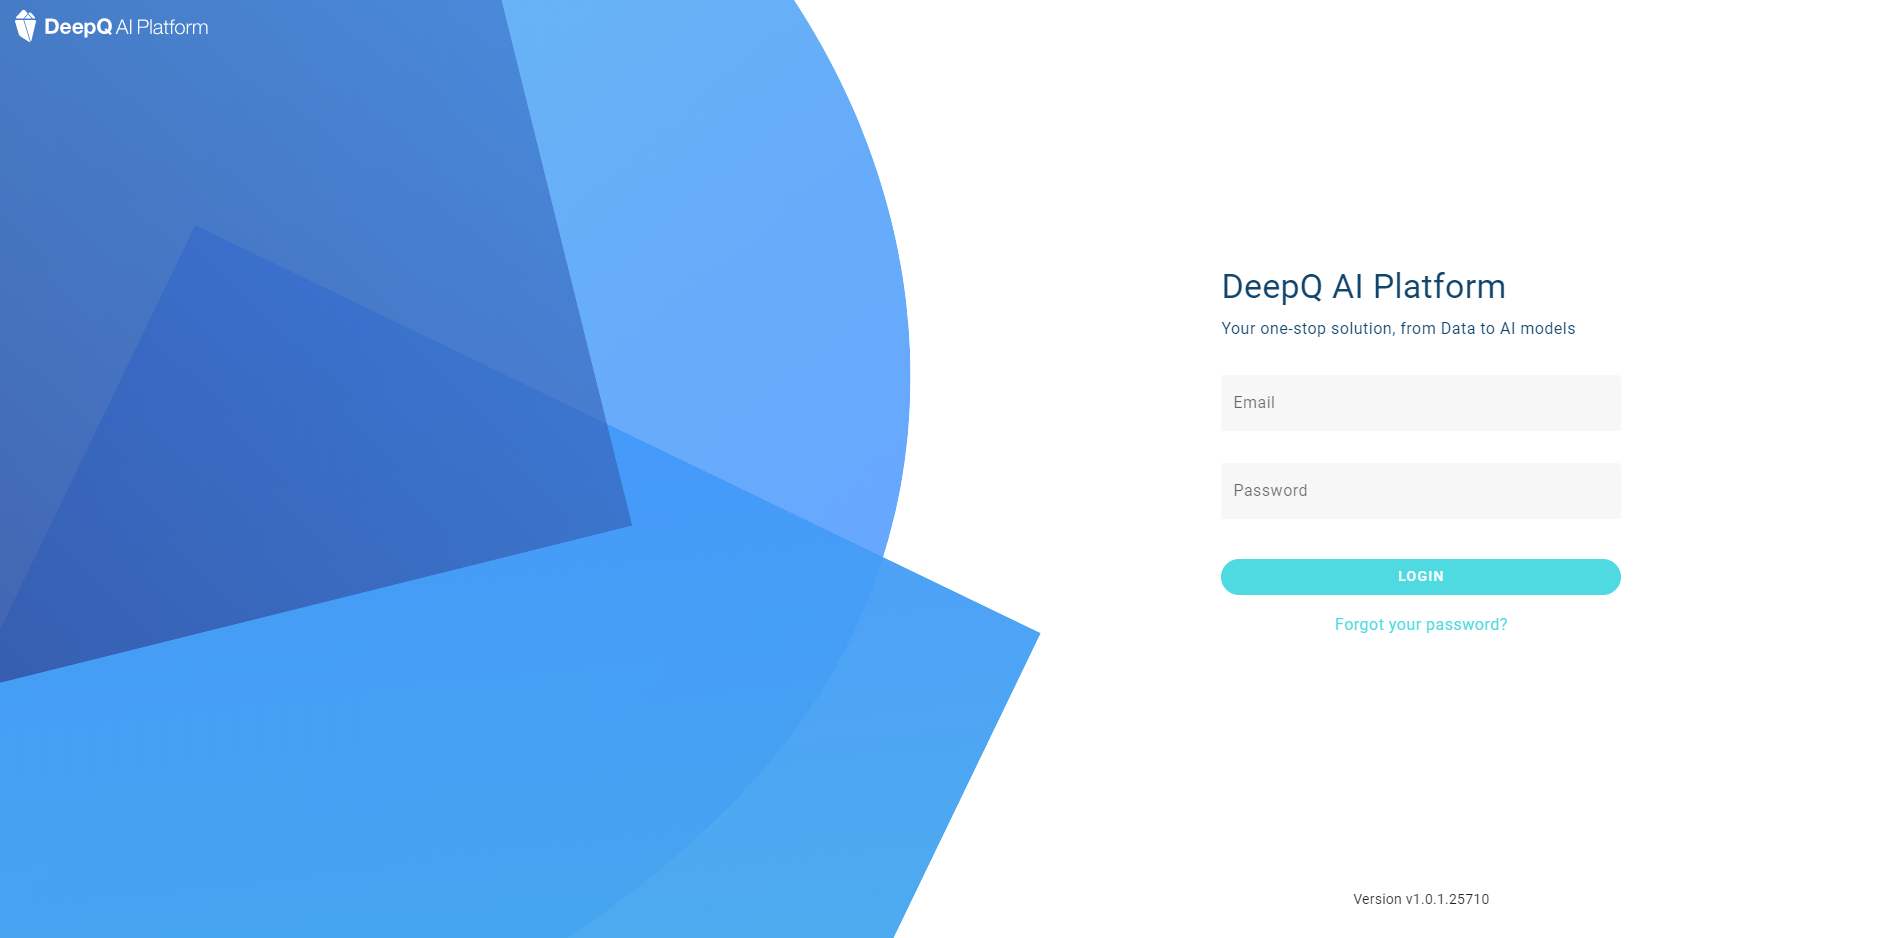 DeepQ AI Platform
DeepQ AI Platform
Your one-stop solution, from Data to AI models
Email
Password
LOGIN
Forgot your password?
Version v1.0.1.25710